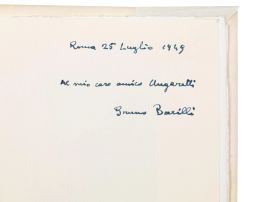 Roma 25 Luglio 1949
Al mio caro amico Ungaretti
Bruno Barilli